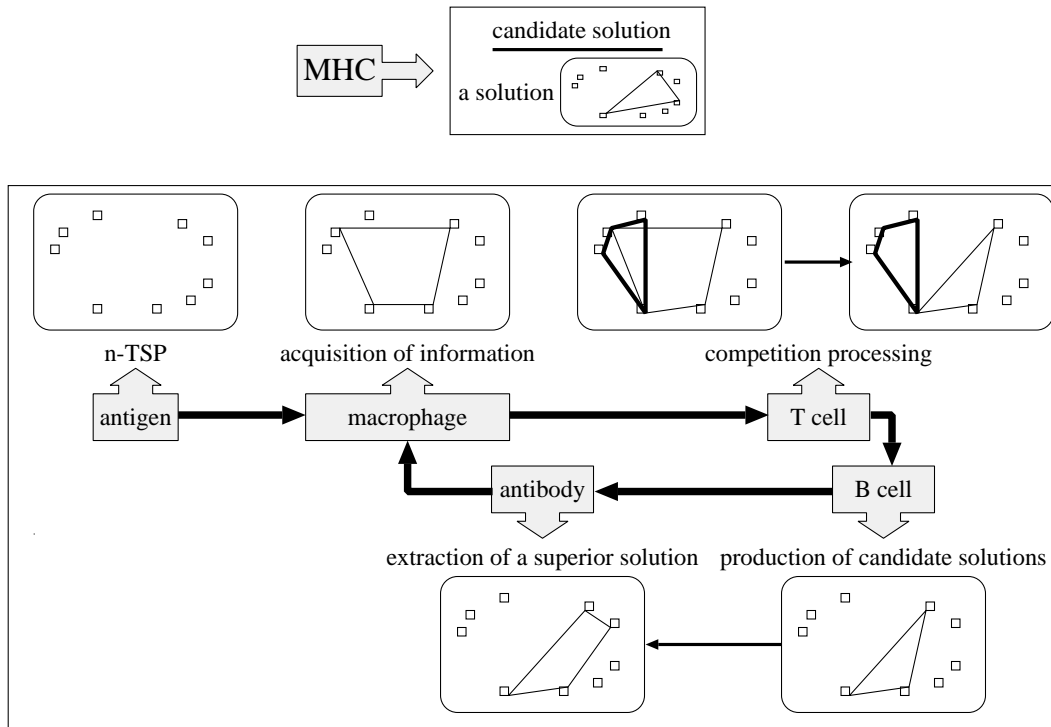 candidate solution
MHC
a solution
n-TSP
acquisition of information
competition processing
antigen
macrophage
T cell
antibody
B cell
extraction of a superior solution
production of candidate solutions